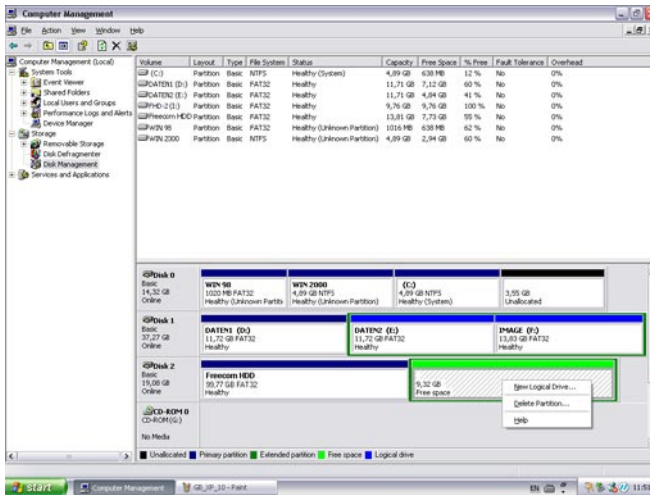 Computer Management
File Action View Window Help
Computer Management (Local)
System Tools
Event Viewer
Shared Folders
Local Users and Groups
Performance Logs and Alerts
Device Manager
Storage
Removable Storage
Disk Defragmenter
Disk Management
Services and Applications
Volume Layout Type File System Status Capacity Free Space % Free Fault Tolerance Overhead
(C:) Partition Basic NTFS Healthy (System) 4,89 GB 638 MB 12 % No 0%
DATEN1 (D:) Partition Basic FAT32 Healthy 11,71 GB 7,12 GB 60 % No 0%
DATEN2 (E:) Partition Basic FAT32 Healthy 11,71 GB 4,84 GB 41 % No 0%
FHD-2 (I:) Partition Basic FAT32 Healthy 9,76 GB 9,76 GB 100 % No 0%
Freecom HDD Partition Basic FAT32 Healthy 13,81 GB 7,73 GB 55 % No 0%
WIN 98 Partition Basic FAT32 Healthy (Unknown Partition) 1016 MB 638 MB 62 % No 0%
WIN 2000 Partition Basic NTFS Healthy (Unknown Partition) 4,89 GB 2,94 GB 60 % No 0%
Disk 0
Basic
14,32 GB
Online
WIN 98
1020 MB FAT32
Healthy (Unknown Partiti
WIN 2000
4,89 GB NTFS
Healthy (Unknown Partition)
(C:)
4,89 GB NTFS
Healthy (System)
3,55 GB
Unallocated
Disk 1
Basic
37,27 GB
Online
DATEN1 (D:)
11,72 GB FAT32
Healthy
DATEN2 (E:)
11,72 GB FAT32
Healthy
IMAGE (F:)
13,83 GB FAT32
Healthy
Disk 2
Basic
19,08 GB
Online
Freecom HDD
99,77 GB FAT32
Healthy
9,32 GB
Free space
New Logical Drive...
Delete Partition...
Help
CD-ROM 0
CD-ROM (G:)
No Media
Unallocated Primary partition Extended partition Free space Logical drive
start
Computer Management
GB_XP_10 - Paint
EN
11:51